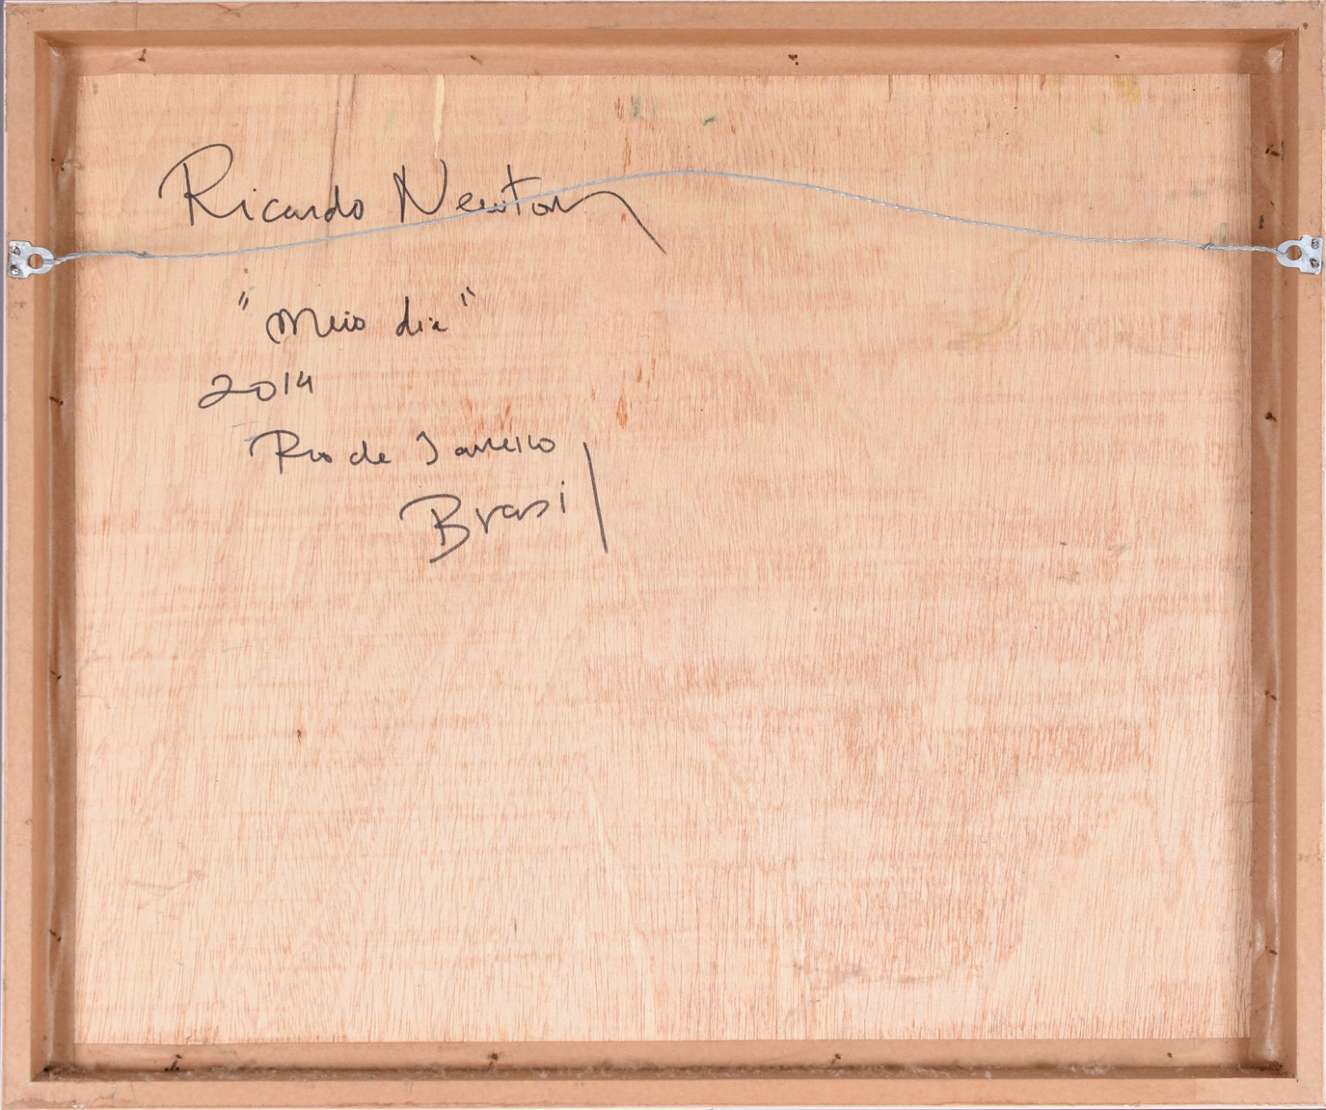 Ricardo Newton
"Meio dia"
2014
Rio de Janeiro
Brasil